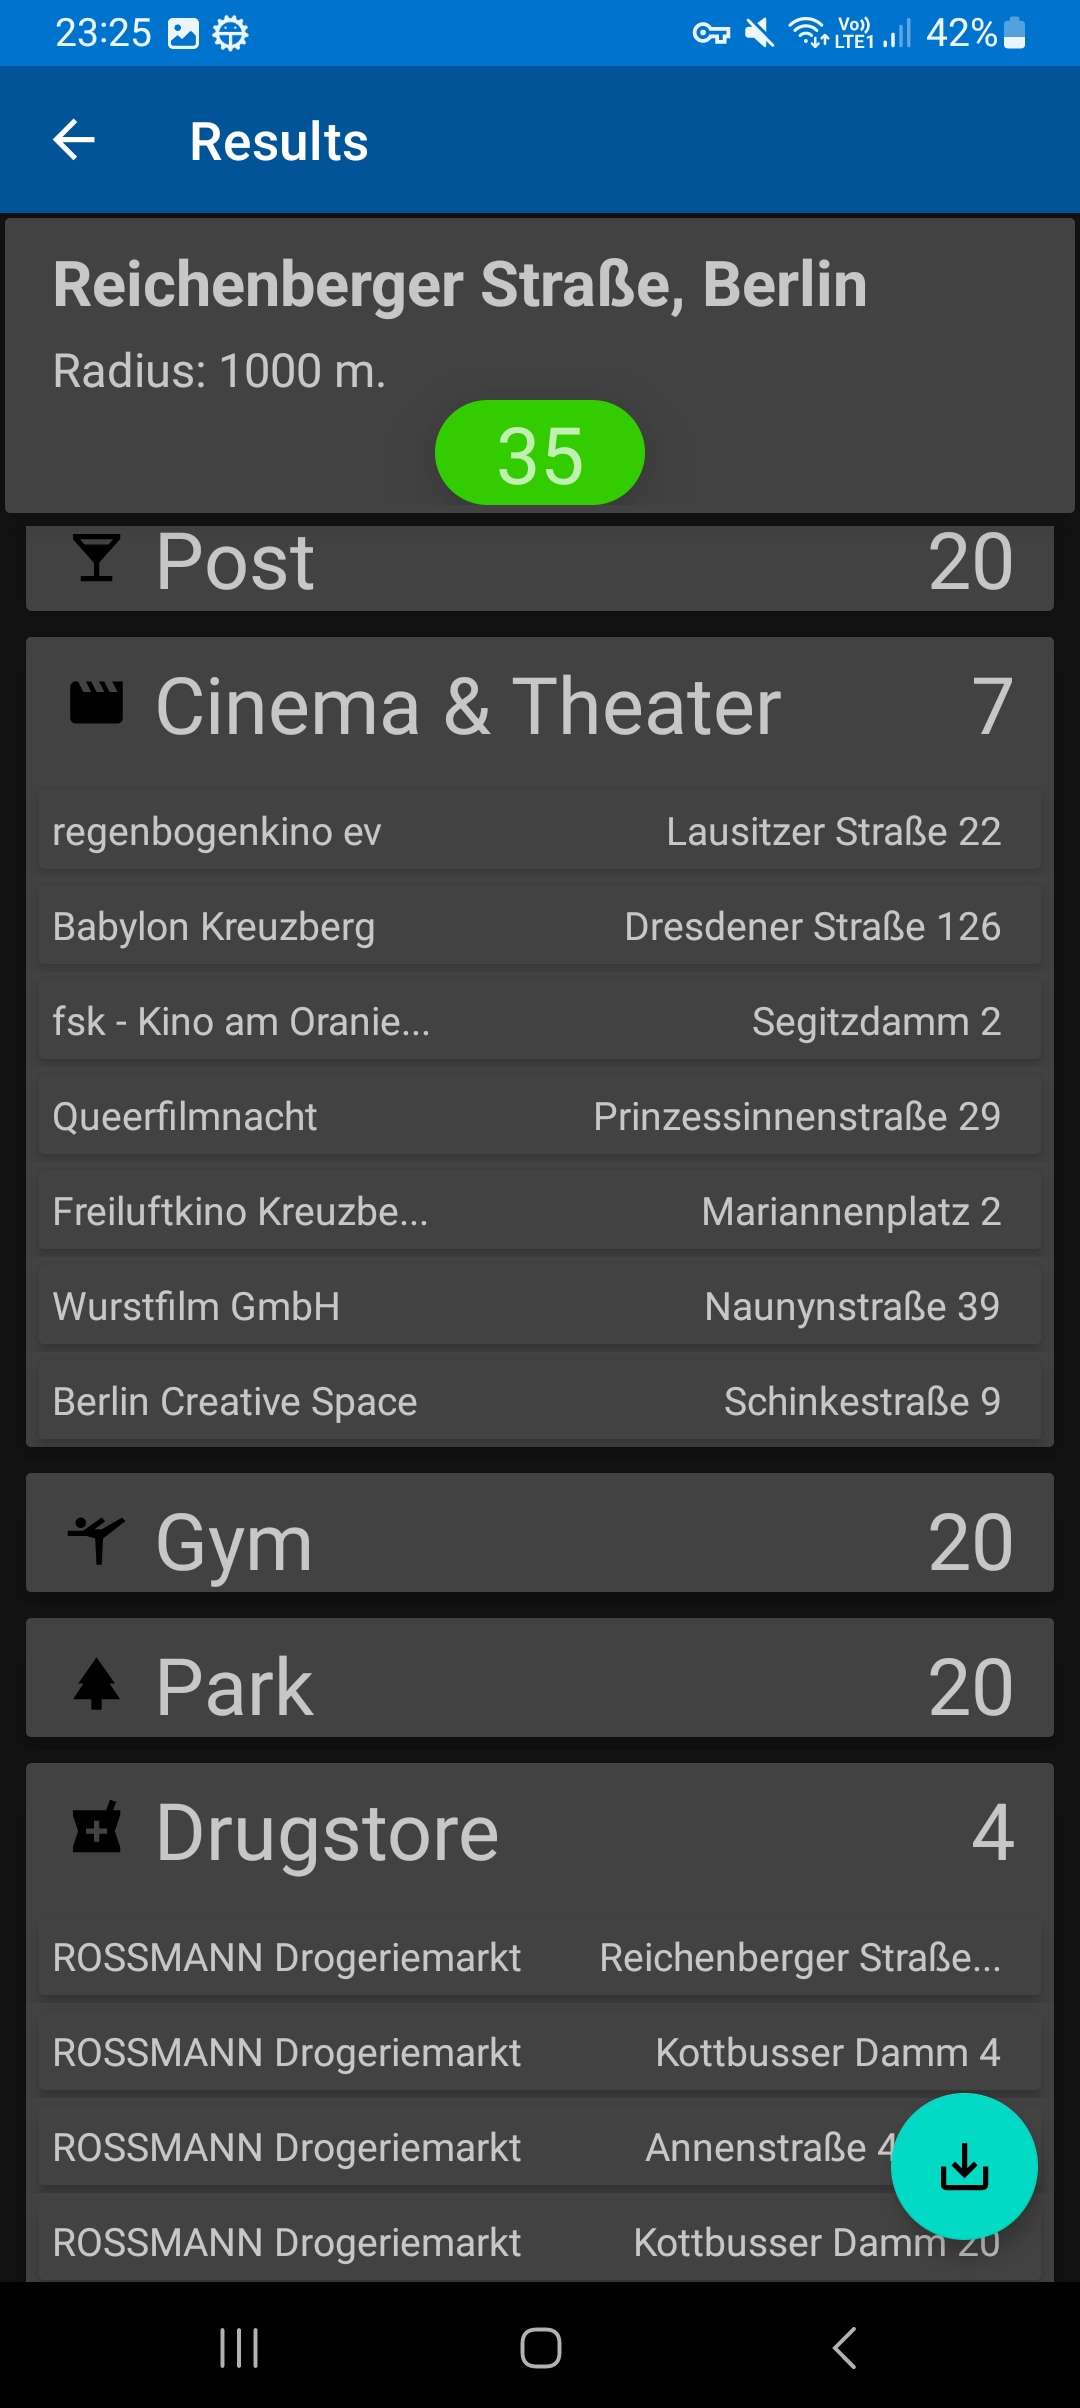 23:25 Vo)) LTE1 42%
Results
Reichenberger Straße, Berlin
Radius: 1000 m.
35
Post 20
Cinema & Theater 7
regenbogenkino ev Lausitzer Straße 22
Babylon Kreuzberg Dresdener Straße 126
fsk - Kino am Oranie... Segitzdamm 2
Queerfilmnacht Prinzessinnenstraße 29
Freiluftkino Kreuzbe... Mariannenplatz 2
Wurstfilm GmbH Naunynstraße 39
Berlin Creative Space Schinkestraße 9
Gym 20
Park 20
Drugstore 4
ROSSMANN Drogeriemarkt Reichenberger Straße...
ROSSMANN Drogeriemarkt Kottbusser Damm 4
ROSSMANN Drogeriemarkt Annenstraße
ROSSMANN Drogeriemarkt Kottbusser Damm 20